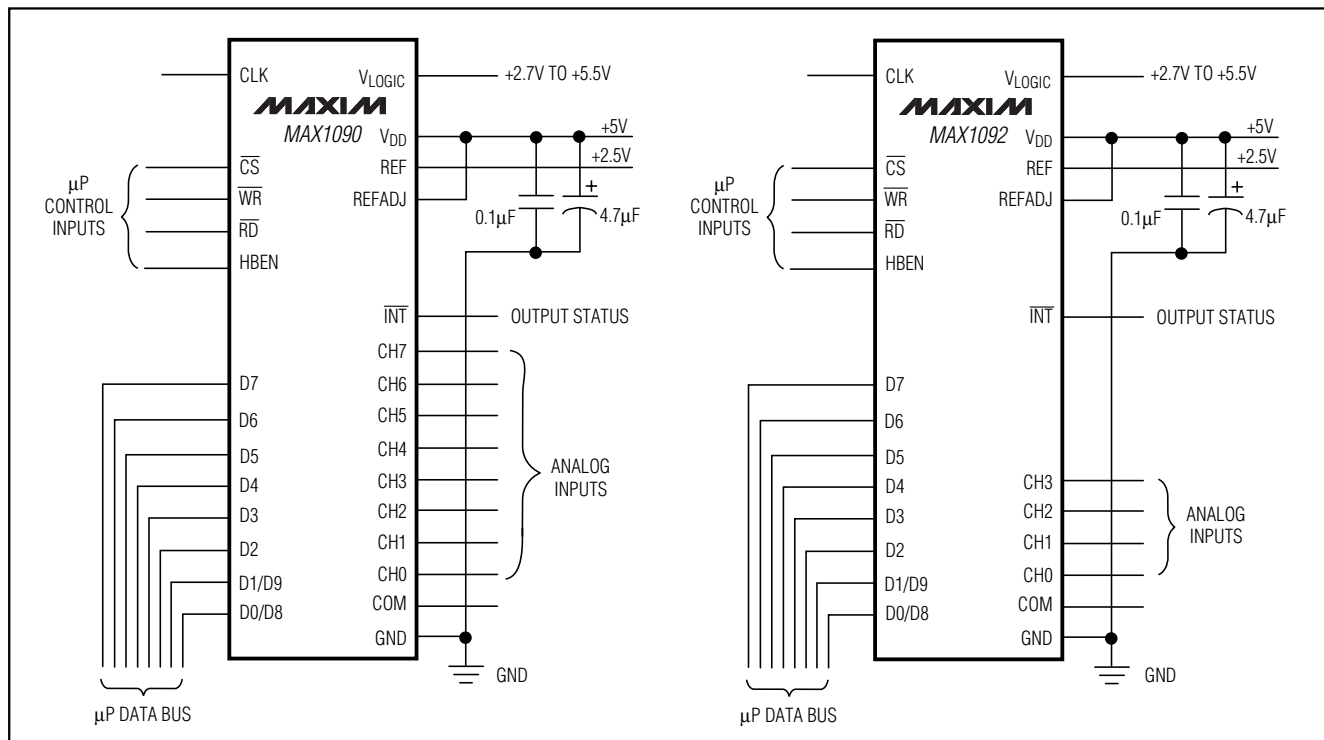 CLK
VLOGIC
+2.7V TO +5.5V
MAXIM
MAX1090
VDD
+5V
CS
REF
+2.5V
µP
CONTROL
INPUTS
WR
REFADJ
RD
0.1µF
+
4.7µF
HBEN
INT
OUTPUT STATUS
CH7
D7
CH6
D6
CH5
D5
CH4
D4
CH3
ANALOG
INPUTS
D3
CH2
D2
CH1
D1/D9
CH0
D0/D8
COM
GND
GND
µP DATA BUS
CLK
VLOGIC
+2.7V TO +5.5V
MAXIM
MAX1092
VDD
+5V
CS
REF
+2.5V
µP
CONTROL
INPUTS
WR
REFADJ
RD
0.1µF
+
4.7µF
HBEN
INT
OUTPUT STATUS
D7
D6
D5
CH3
D4
CH2
ANALOG
INPUTS
D3
CH1
D2
CH0
D1/D9
COM
D0/D8
GND
GND
µP DATA BUS